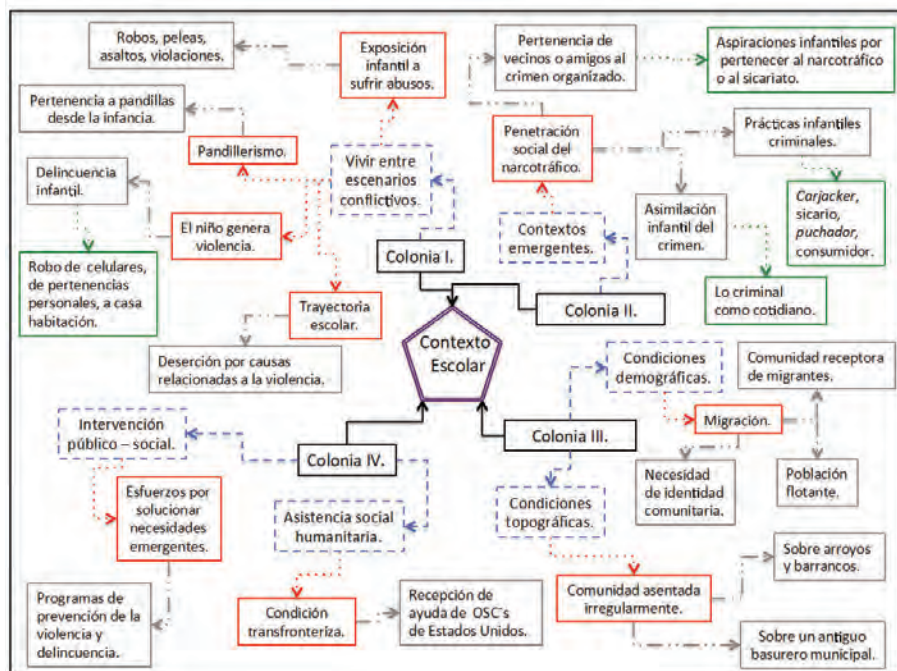 Robos, peleas,
asaltos, violaciones.
Exposición
infantil a
sufrir abusos.
Pertenencia de
vecinos o amigos al
crimen organizado.
Aspiraciones infantiles por
pertenecer al narcotráfico
o al sicariato.
Pertenencia a pandillas
desde la infancia.
Pandillerismo.
Vivir entre
escenarios
conflictivos.
Penetración
social del
narcotráfico.
Prácticas infantiles
criminales.
Delincuencia
infantil.
El niño genera
violencia.
Contextos
emergentes.
Asimilación
infantil del
crimen.
Carjacker,
sicario,
puchador,
consumidor.
Robo de celulares,
de pertenencias
personales, a casa
habitación.
Trayectoria
escolar.
Colonia I.
Colonia II.
Lo criminal
como cotidiano.
Deserción por causas
relacionadas a la violencia.
Contexto
Escolar
Condiciones
demográficas.
Comunidad receptora
de migrantes.
Intervención
público – social.
Colonia IV.
Colonia III.
Migración.
Esfuerzos por
solucionar
necesidades
emergentes.
Asistencia social
humanitaria.
Condiciones
topográficas.
Necesidad
de identidad
comunitaria.
Población
flotante.
Programas de
prevención de la
violencia y
delincuencia.
Condición
transfronteriza.
Recepción de
ayuda de OSC´s
de Estados Unidos.
Comunidad asentada
irregularmente.
Sobre arroyos
y barrancos.
Sobre un antiguo
basurero municipal.